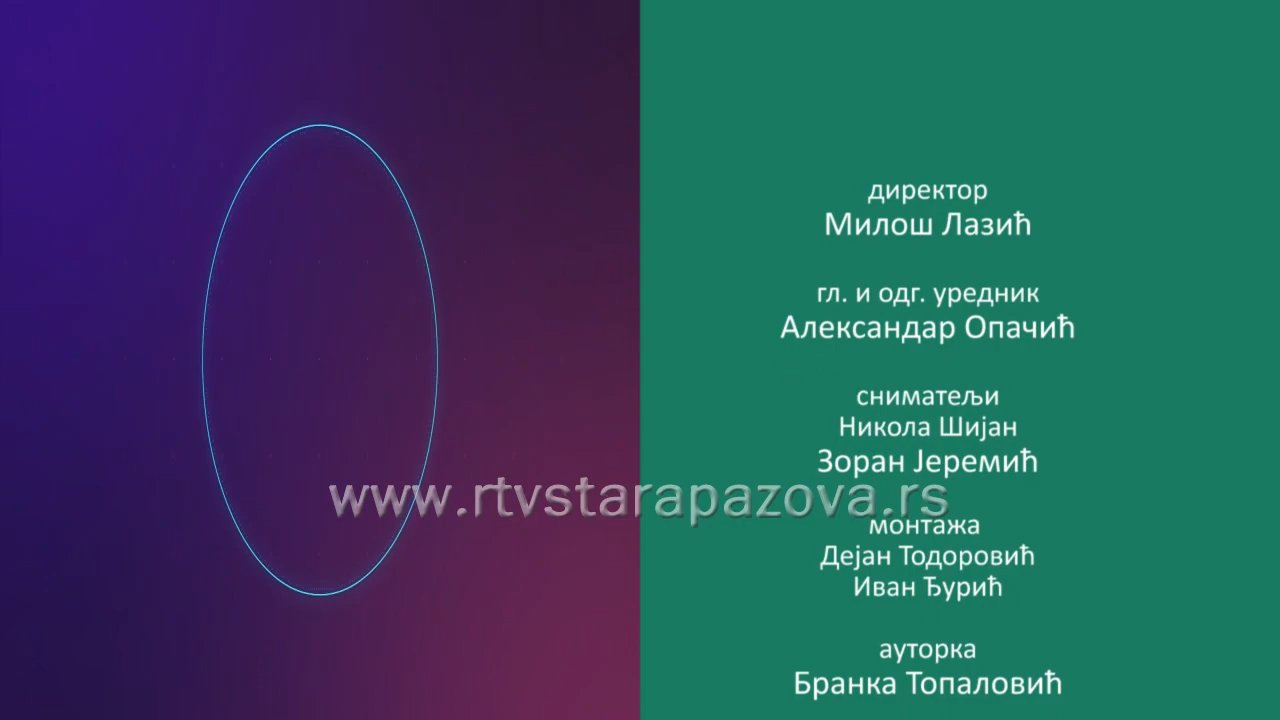 директор
Милош Лазић
гл. и одг. уредник
Александар Опачић
сниматељи
Никола Шијан
Зоран Јеремић
www.rtvstarapazova.rs
монтажа
Дејан Тодоровић
Иван Ђурић
ауторка
Бранка Топаловић